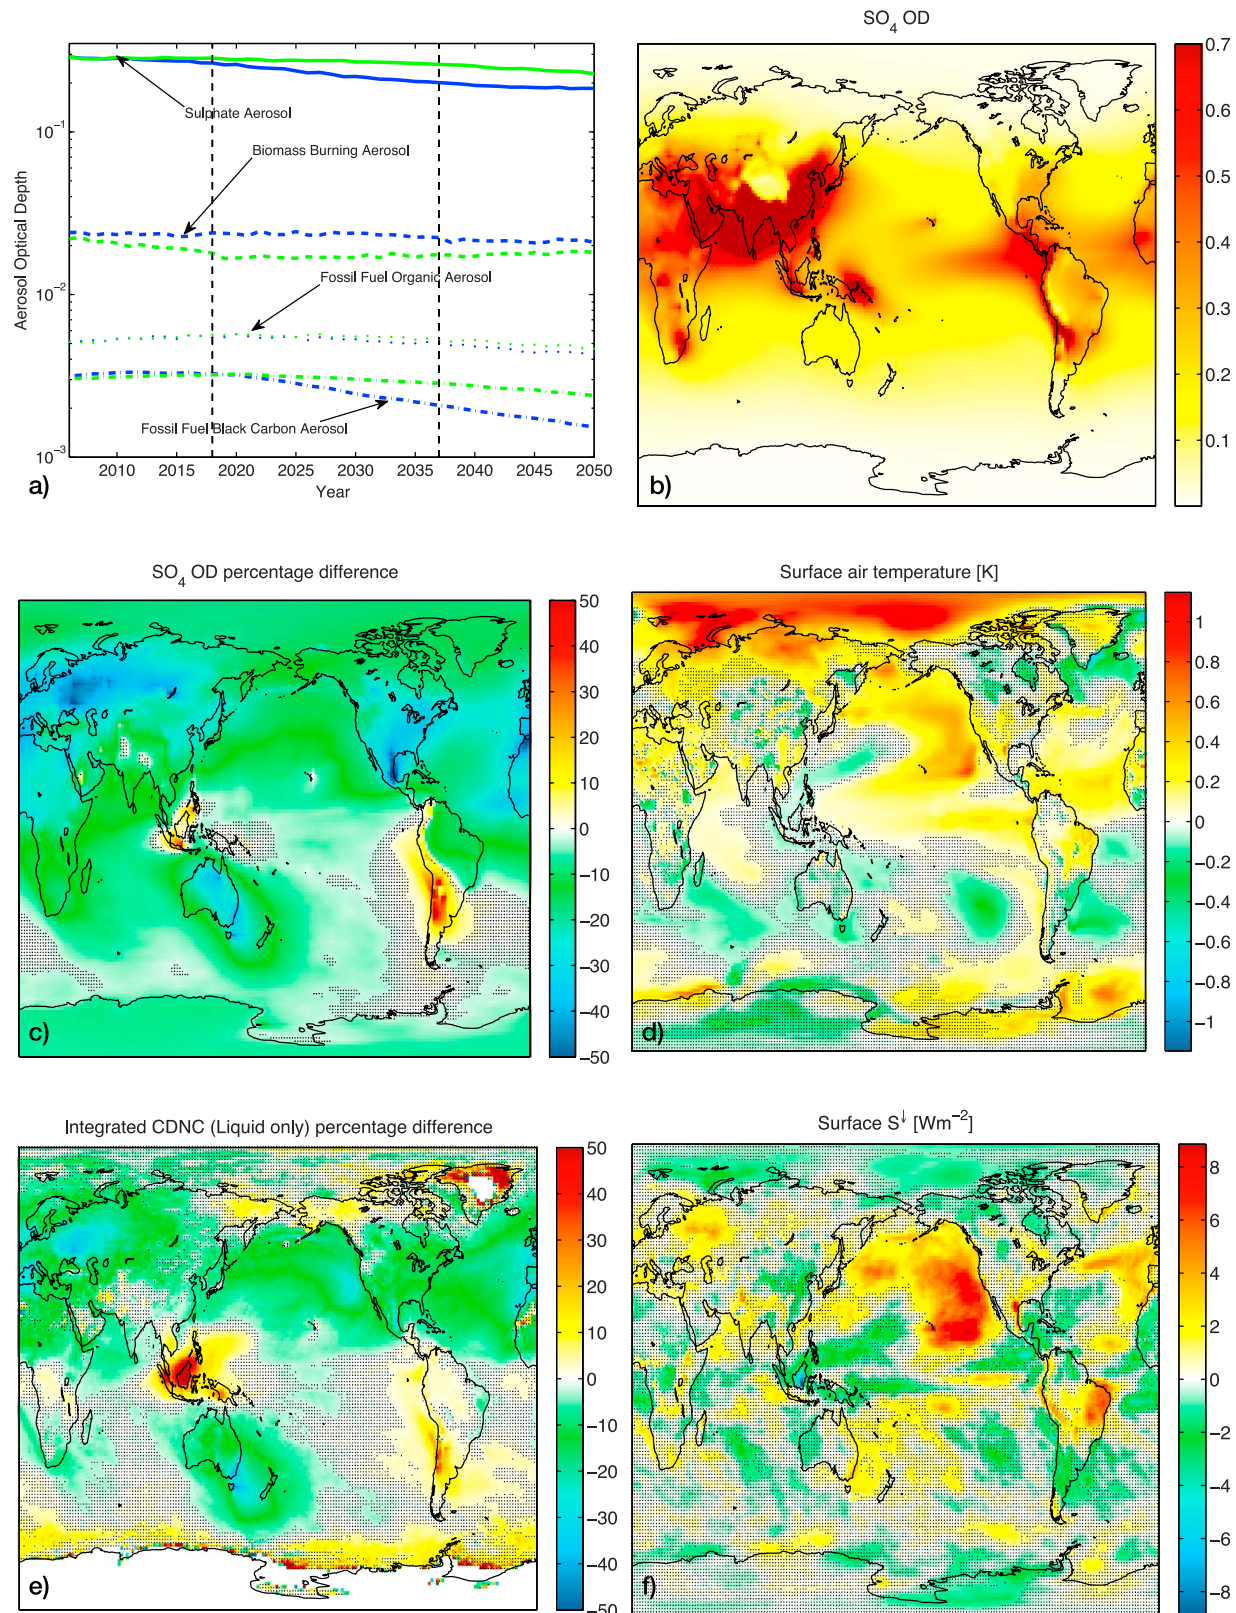 Aerosol Optical Depth
10⁻¹
10⁻²
10⁻³
Sulphate Aerosol
Biomass Burning Aerosol
Fossil Fuel Organic Aerosol
Fossil Fuel Black Carbon Aerosol
2010 2015 2020 2025 2030 2035 2040 2045 2050
Year
a)
SO₄ OD
0.7
0.6
0.5
0.4
0.3
0.2
0.1
b)
SO₄ OD percentage difference
50
40
30
20
10
0
−10
−20
−30
−40
−50
c)
Surface air temperature [K]
1
0.8
0.6
0.4
0.2
0
−0.2
−0.4
−0.6
−0.8
−1
d)
Integrated CDNC (Liquid only) percentage difference
50
40
30
20
10
0
−10
−20
−30
−40
−50
e)
Surface S↓ [Wm⁻²]
8
6
4
2
0
−2
−4
−6
−8
f)